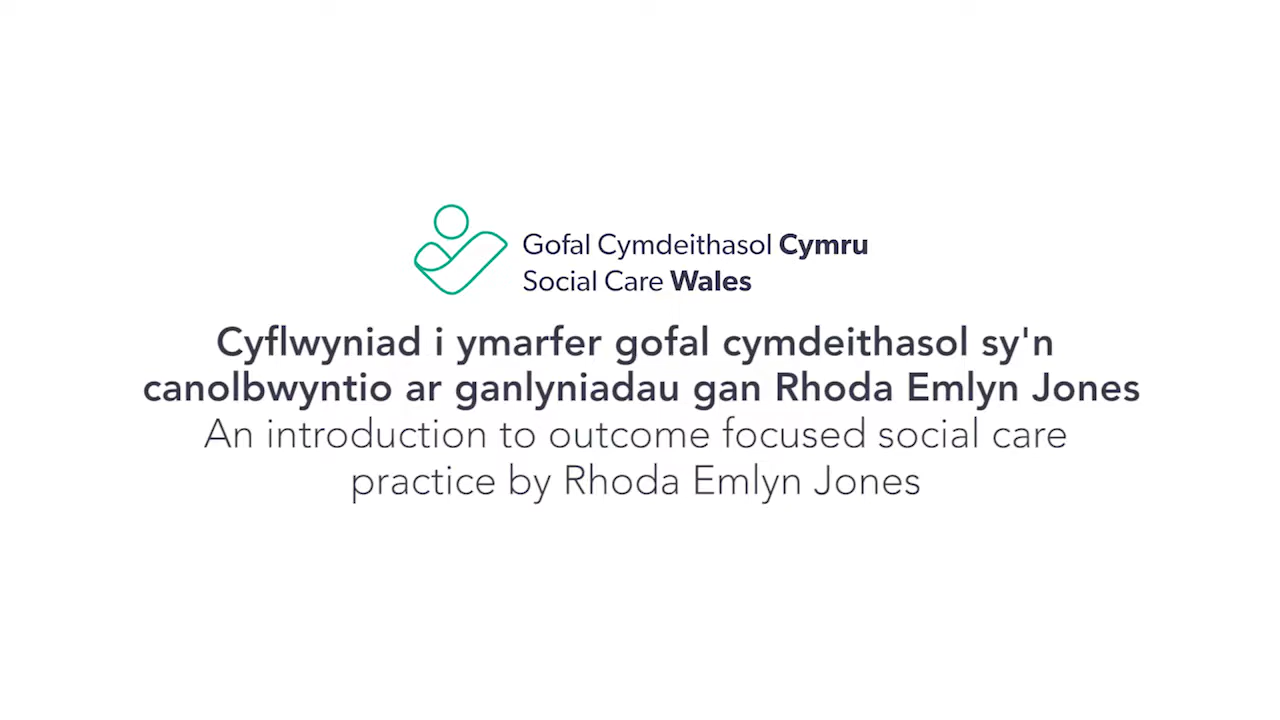 Gofal Cymdeithasol Cymru
Social Care Wales
Cyflwyniad i ymarfer gofal cymdeithasol sy'n
canolbwyntio ar ganlyniadau gan Rhoda Emlyn Jones
An introduction to outcome focused social care
practice by Rhoda Emlyn Jones